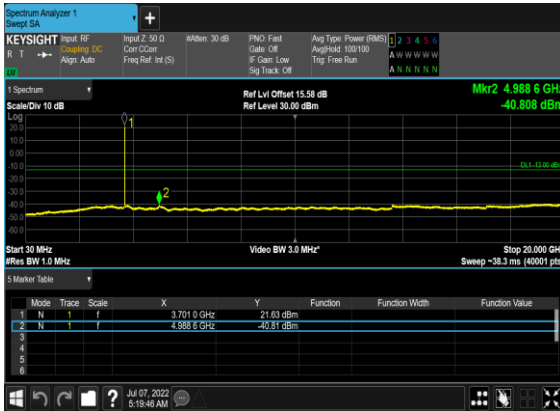 Spectrum Analyzer 1
Swept SA
KEYSIGHT Input: RF Input Z: 50 Ω #Atten: 30 dB PNO: Fast Avg Type: Power (RMS) 1 2 3 4 5 6
R T Coupling: DC Corr CCorr Gate: Off Avg|Hold: 100/100 A W W W W W
Align: Auto Freq Ref: Int (S) IF Gain: Low Trig: Free Run
Sig Track: Off A N N N N N
1 Spectrum
Scale/Div 10 dB Ref Lvl Offset 15.58 dB Mkr2 4.988 6 GHz
Log Ref Level 30.00 dBm -40.808 dBm
1
20.0
10.0
0.00
-10.0
DL1 -13.00 dBm
-20.0
-30.0
2
-40.0
-50.0
-60.0
Start 30 MHz Video BW 3.0 MHz* Stop 20.000 GHz
#Res BW 1.0 MHz Sweep ~38.3 ms (40001 pts)
5 Marker Table
Mode Trace Scale X Y Function Function Width Function Value
1 N 1 f 3.701 0 GHz 21.63 dBm
2 N 1 f 4.988 6 GHz -40.81 dBm
3
4
5
6
? Jul 07, 2022
5:19:46 AM